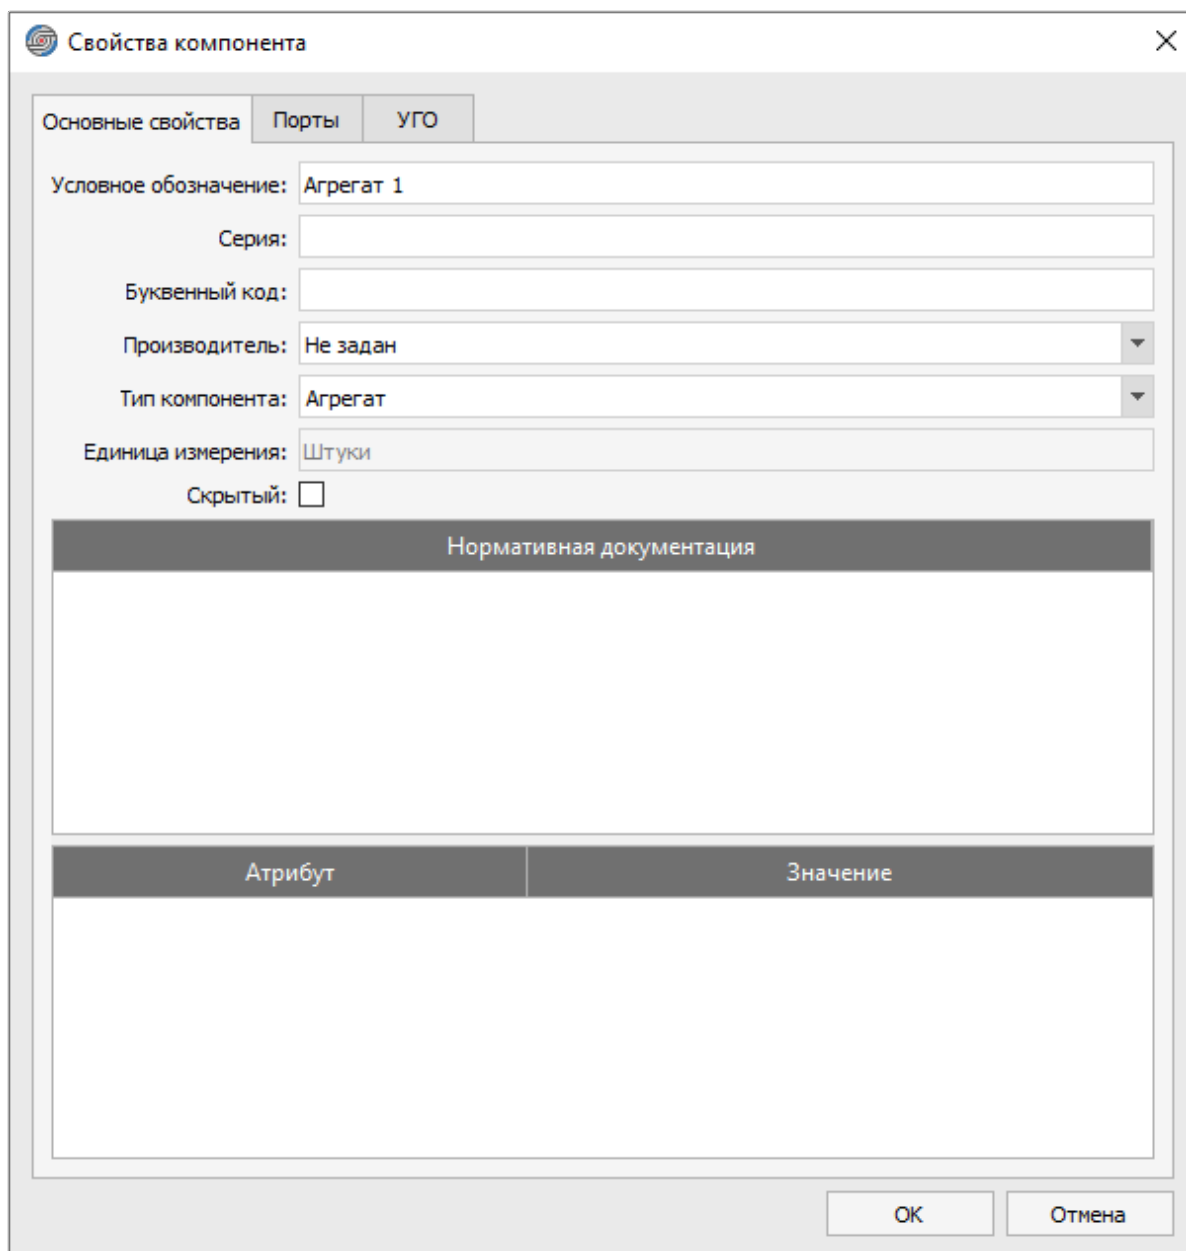 Свойства компонента
Основные свойства Порты УГО
Условное обозначение: Агрегат 1
Серия:
Буквенный код:
Производитель: Не задан
Тип компонента: Агрегат
Единица измерения: Штуки
Скрытый:
Нормативная документация
Атрибут Значение
OK Отмена